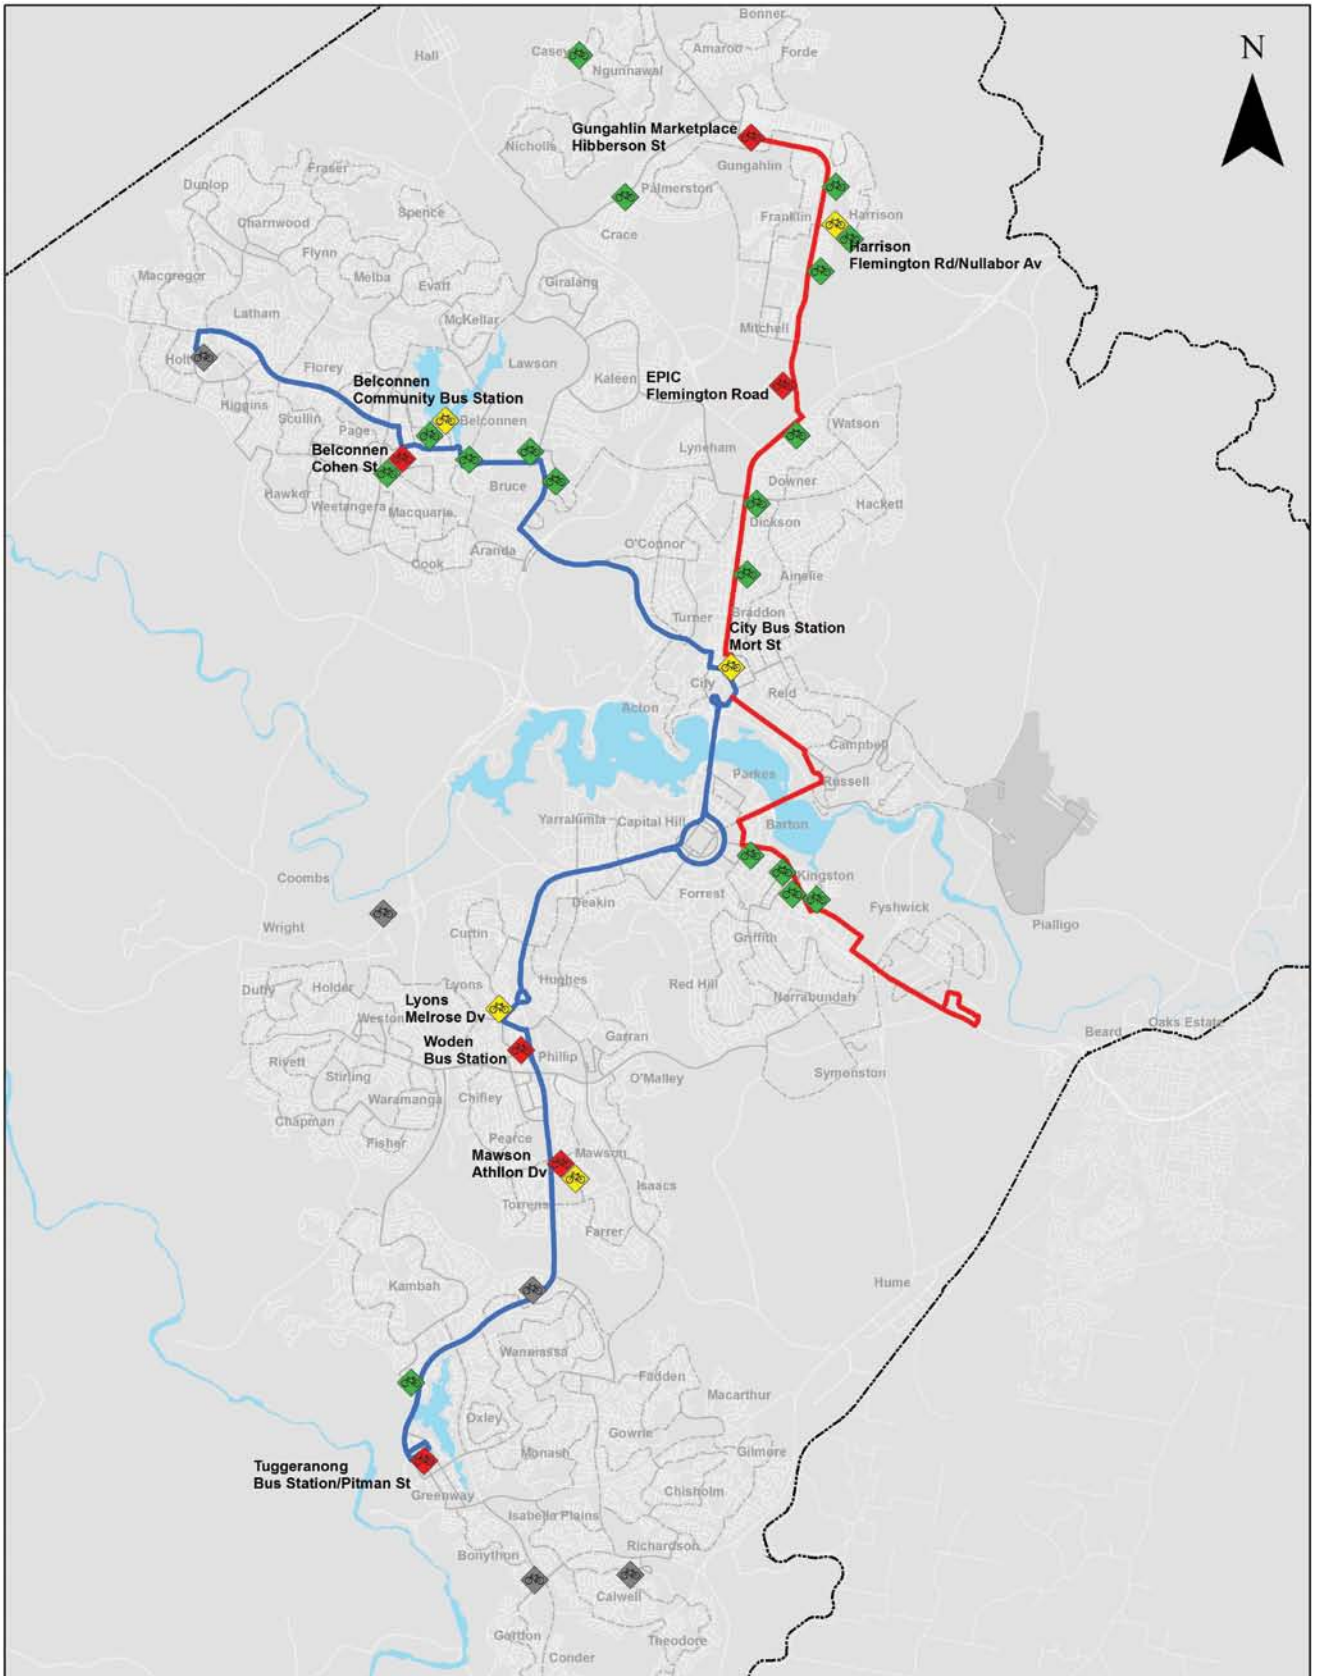 Bonner
Hall
Casey
Amaroo
Forde
Ngunnawal
N
Gungahlin Marketplace
Hibberson St
Nicholls
Gungahlin
Fraser
Dunlop
Palmerston
Charnwood
Spence
Franklin
Harrison
Crace
Flynn
Harrison
Flemington Rd/Nullabor Av
Macgregor
Melba
Evatt
Giralang
Latham
McKellar
Mitchell
Holt
Florey
Lawson
Kaleen
Belconnen
Community Bus Station
EPIC
Flemington Road
Higgins
Scullin
Page
Belconnen
Watson
Belconnen
Cohen St
Lyneham
Hawker
Bruce
Downer
Weetangera
Macquarie
Hackett
Dickson
Cook
Aranda
O'Connor
Ainslie
Turner
Braddon
City Bus Station
Mort St
City
Reid
Acton
Campbell
Parkes
Russell
Yarralumla
Capital Hill
Barton
Coombs
Kingston
Forrest
Deakin
Fyshwick
Wright
Curtin
Griffith
Pialligo
Duffy
Holder
Lyons
Hughes
Red Hill
Narrabundah
Lyons
Melrose Dv
Weston
Oaks Estate
Beard
Garran
Woden
Bus Station
Phillip
Rivett
Stirling
O'Malley
Symonston
Waramanga
Chifley
Chapman
Fisher
Pearce
Mawson
Athllon Dv
Mawson
Isaacs
Torrens
Farrer
Kambah
Hume
Wanniassa
Fadden
Macarthur
Oxley
Gowrie
Monash
Gilmore
Tuggeranong
Bus Station/Pitman St
Greenway
Chisholm
Isabella Plains
Bonython
Richardson
Calwell
Gordon
Theodore
Conder